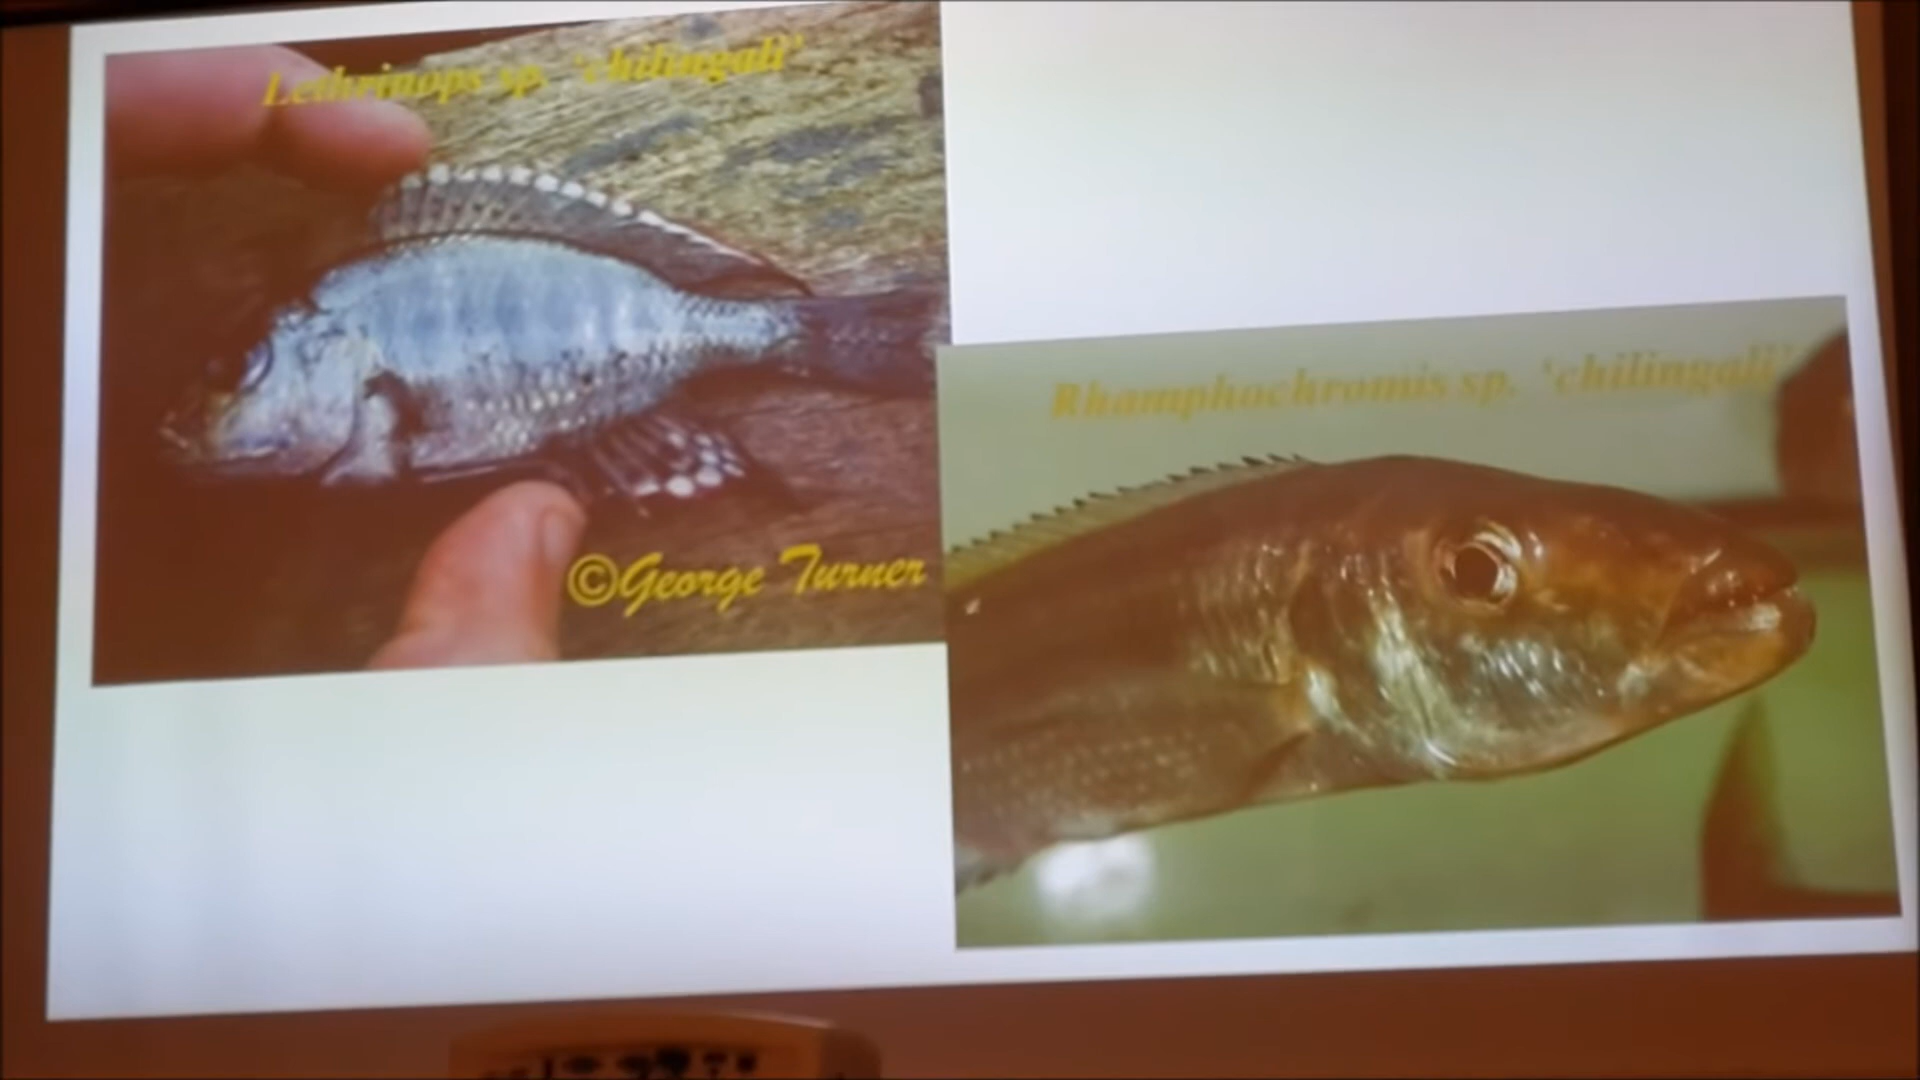 Lethrinops sp. 'chilingali'
©George Turner
Rhamphochromis sp. 'chilingali'